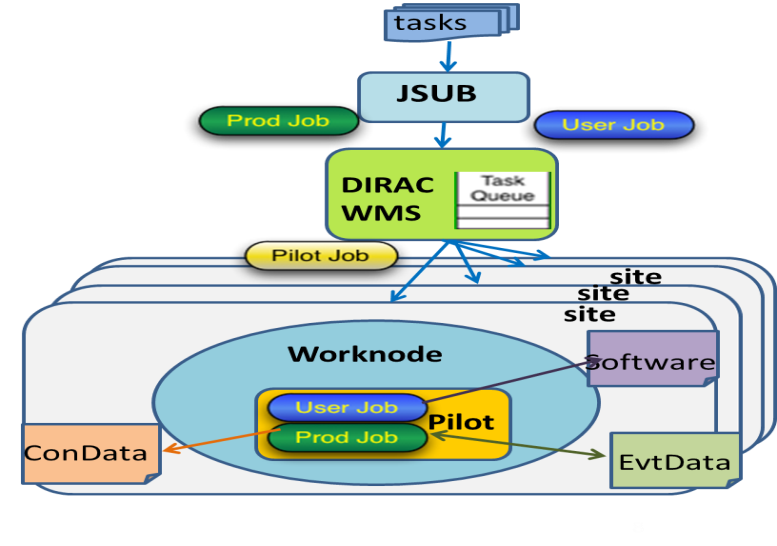 tasks
JSUB
Prod Job
User Job
DIRAC
WMS
Task
Queue
Pilot Job
site
site
site
Worknode
Software
User Job
Prod Job
Pilot
ConData
EvtData